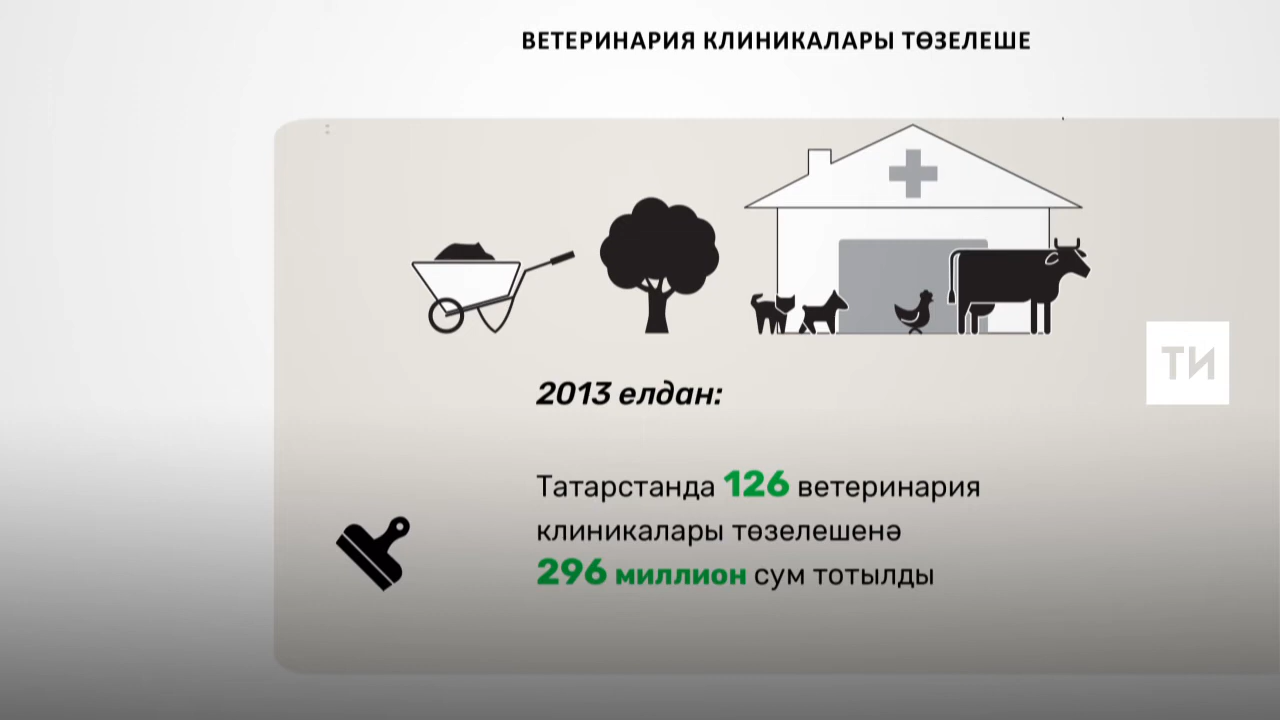 ВЕТЕРИНАРИЯ КЛИНИКАЛАРЫ ТӨЗЕЛЕШЕ
ТИ
2013 елдан:
Татарстанда 126 ветеринария
клиникалары төзелешенә
296 миллион сум тотылды